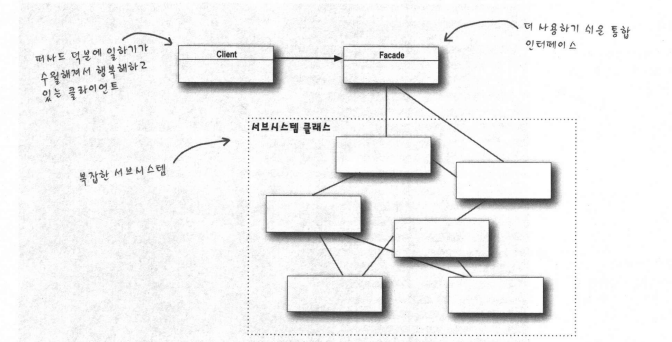 퍼사드 덕분에 일하기가
수월해져서 행복해하고
있는 클라이언트
Client
Facade
더 사용하기 쉬운 통합
인터페이스
서브시스템 클래스
복잡한 서브시스템